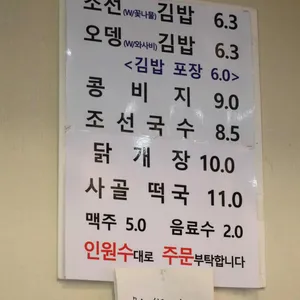 조선(W/꽃나물)김밥 6.3
오뎅(W/와사비)김밥 6.3
<김밥 포장 6.0>
콩 비 지 9.0
조선국수 8.5
닭 개 장 10.0
사골 떡국 11.0
맥주 5.0 음료수 2.0
인원수대로 주문부탁합니다